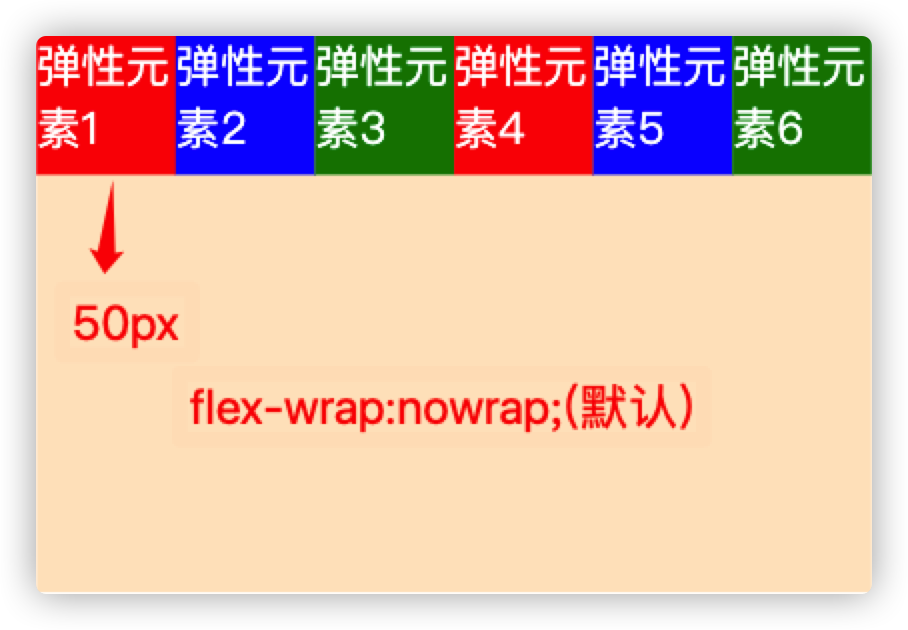 弹性元 弹性元 弹性元 弹性元 弹性元 弹性元
素1 素2 素3 素4 素5 素6
50px
flex-wrap:nowrap;(默认)